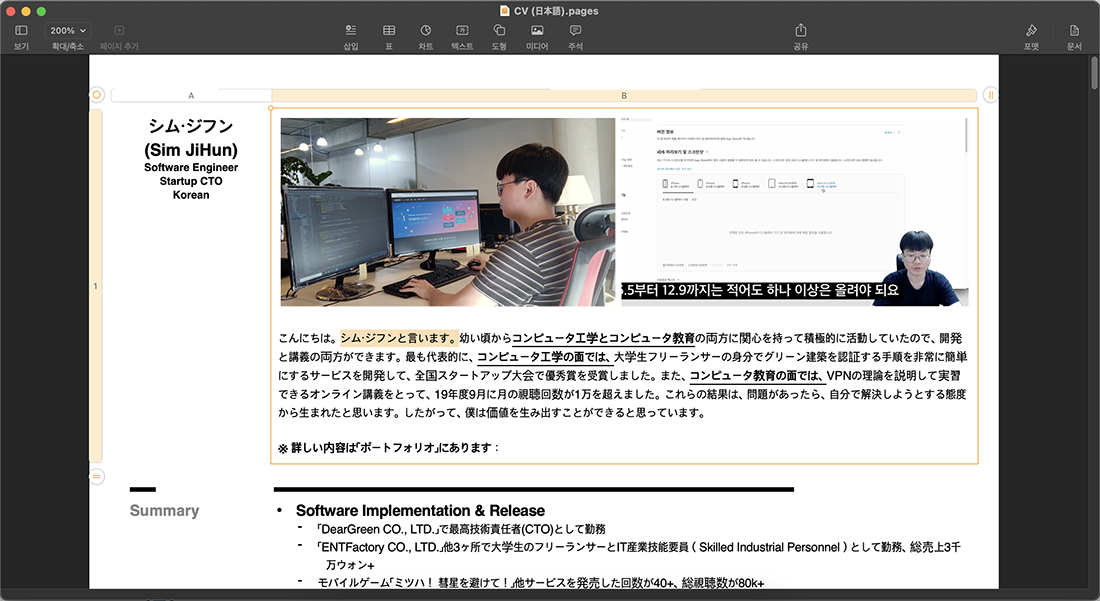 CV (日本語).pages
200%
보기
확대/축소
페이지 추가
삽입
표
차트
텍스트
도형
미디어
주석
공유
포맷
문서
A
B
1
シム·ジフン
(Sim JiHun)
Software Engineer
Startup CTO
Korean
버전 정보
iOS 미리보기 및 스크린샷
6.5부터 12.9까지는 적어도 하나 이상은 올려야 되요
こんにちは。シム·ジフンと言います。幼い頃からコンピュータ工学とコンピュータ教育の両方に関心を持って積極的に活動していたので、開発
と講義の両方ができます。最も代表的に、コンピュータ工学の面では、大学生フリーランサーの身分でグリーン建築を認証する手順を非常に簡単
にするサービスを開発して、全国スタートアップ大会で優秀賞を受賞しました。また、コンピュータ教育の面では、VPNの理論を説明して実習
できるオンライン講義をとって、19年度9月に月の視聴回数が1万を超えました。これらの結果は、問題があったら、自分で解決しようとする態度
から生まれたと思います。したがって、僕は価値を生み出すことができると思っています。
※ 詳しい内容は「ポートフォリオ」にあります：
Summary
• Software Implementation & Release
- 「DearGreen CO., LTD.」で最高技術責任者(CTO)として勤務
- 「ENTFactory CO., LTD.」他3ヶ所で大学生のフリーランサーとIT産業技能要員 ( Skilled Industrial Personnel ) として勤務、総売上3千
万ウォン+
- モバイルゲーム「ミツハ！ 彗星を避けて！」他サービスを発売した回数が40+、総視聴数が80k+